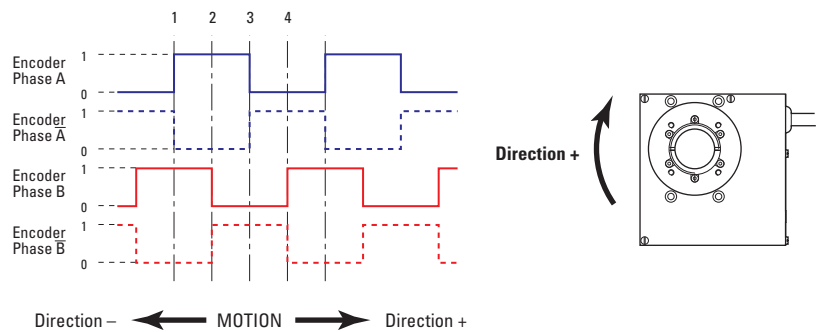 1 2 3 4
Encoder
Phase A
1
0
Encoder
Phase A̅
1
0
Encoder
Phase B
1
0
Encoder
Phase B̅
1
0
Direction – MOTION Direction +
Direction +